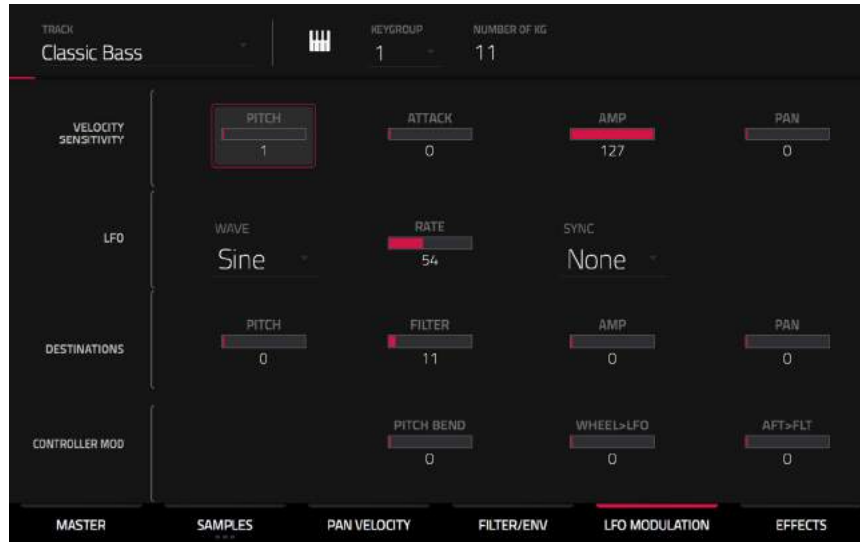 TRACK
Classic Bass
KEYGROUP
1
NUMBER OF KG
11
VELOCITY
SENSITIVITY
PITCH
1
ATTACK
0
AMP
127
PAN
0
LFO
WAVE
Sine
RATE
54
SYNC
None
DESTINATIONS
PITCH
0
FILTER
11
AMP
0
PAN
0
CONTROLLER MOD
PITCH BEND
0
WHEEL>LFO
0
AFT>FLT
0
MASTER
SAMPLES
PAN VELOCITY
FILTER/ENV
LFO MODULATION
EFFECTS